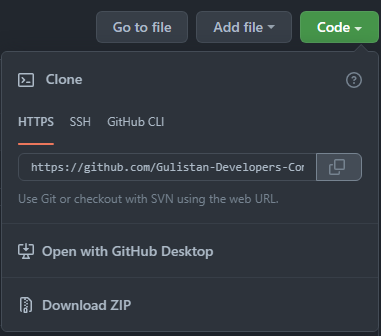 Go to file Add file Code
Clone
HTTPS SSH GitHub CLI
https://github.com/Gulistan-Developers-Con
Use Git or checkout with SVN using the web URL.
Open with GitHub Desktop
Download ZIP